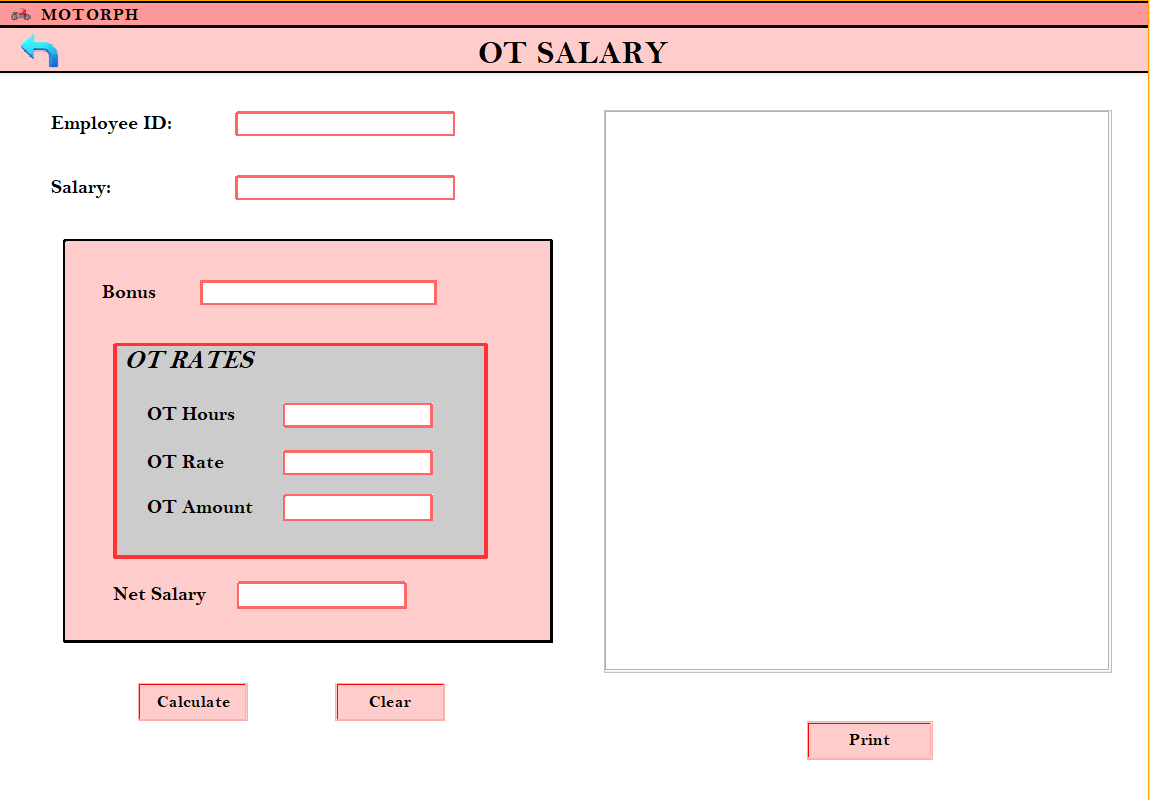 MOTORPH
OT SALARY
Employee ID:
Salary:
Bonus
OT RATES
OT Hours
OT Rate
OT Amount
Net Salary
Calculate
Clear
Print